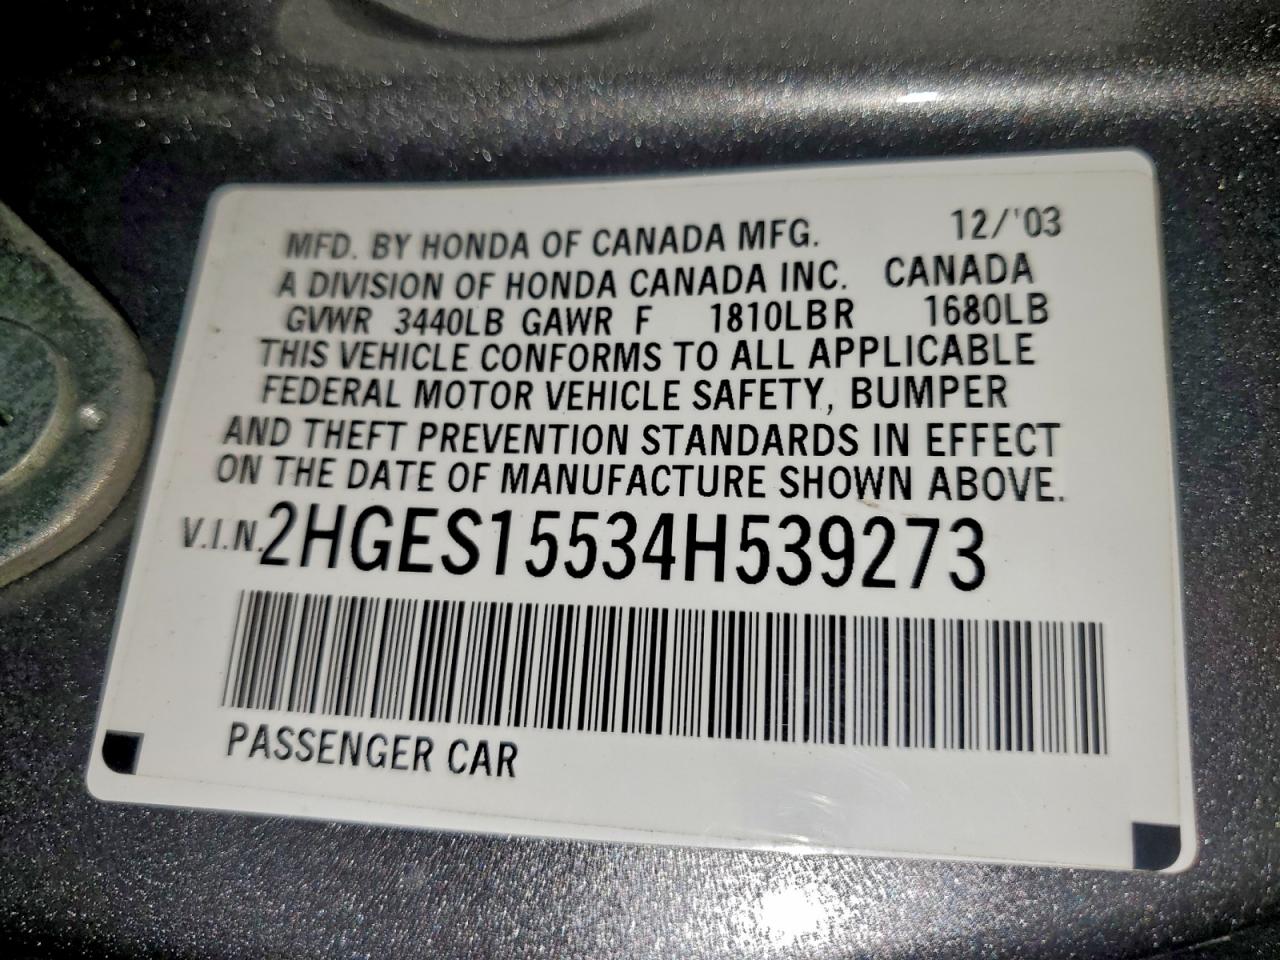 MFD. BY HONDA OF CANADA MFG. 12/'03
A DIVISION OF HONDA CANADA INC. CANADA
GVWR 3440LB GAWR F 1810LBR 1680LB
THIS VEHICLE CONFORMS TO ALL APPLICABLE
FEDERAL MOTOR VEHICLE SAFETY, BUMPER
AND THEFT PREVENTION STANDARDS IN EFFECT
ON THE DATE OF MANUFACTURE SHOWN ABOVE.
V.I.N.2HGES15534H539273
PASSENGER CAR